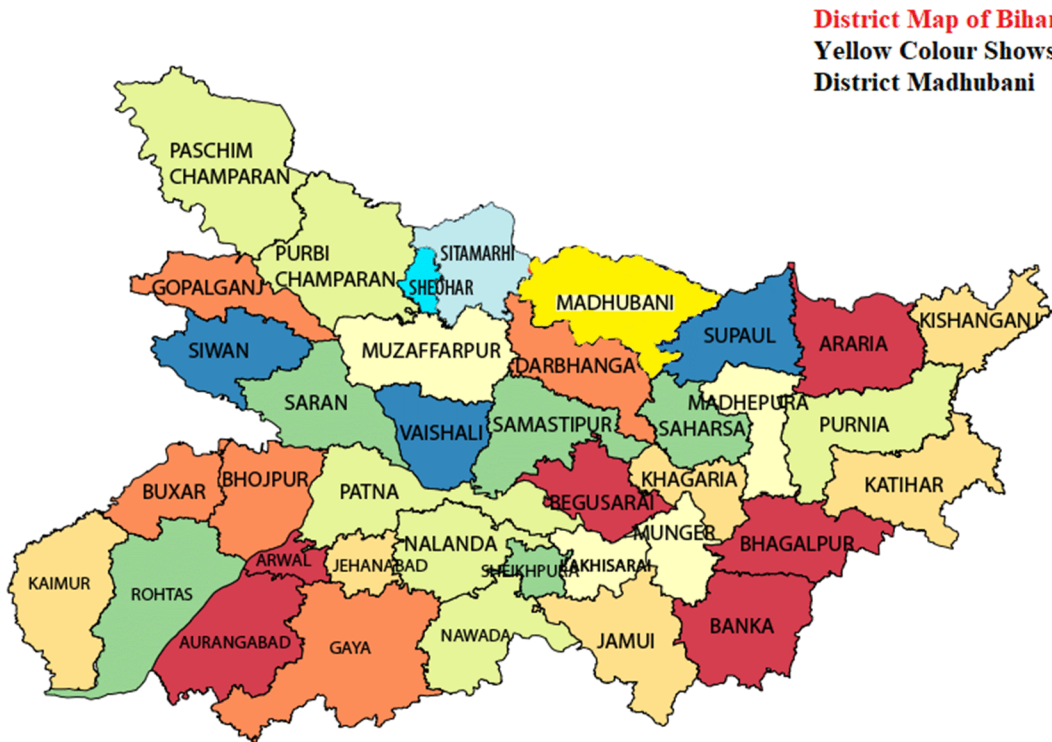 District Map of Bihar
Yellow Colour Shows
District Madhubani
PASCHIM
CHAMPARAN
PURBI
CHAMPARAN
SITAMARHI
SHEOHAR
GOPALGANJ
MADHUBANI
KISHANGANJ
SIWAN
MUZAFFARPUR
SUPAUL
ARARIA
DARBHANGA
SARAN
MADHEPURA
VAISHALI
SAMASTIPUR
SAHARSA
PURNIA
BUXAR
BHOJPUR
PATNA
BEGUSARAI
KHAGARIA
KATIHAR
NALANDA
MUNGER
BHAGALPUR
ARWAL
JEHANABAD
SHEIKHPURA
LAKHISARAI
KAIMUR
ROHTAS
AURANGABAD
GAYA
NAWADA
JAMUI
BANKA